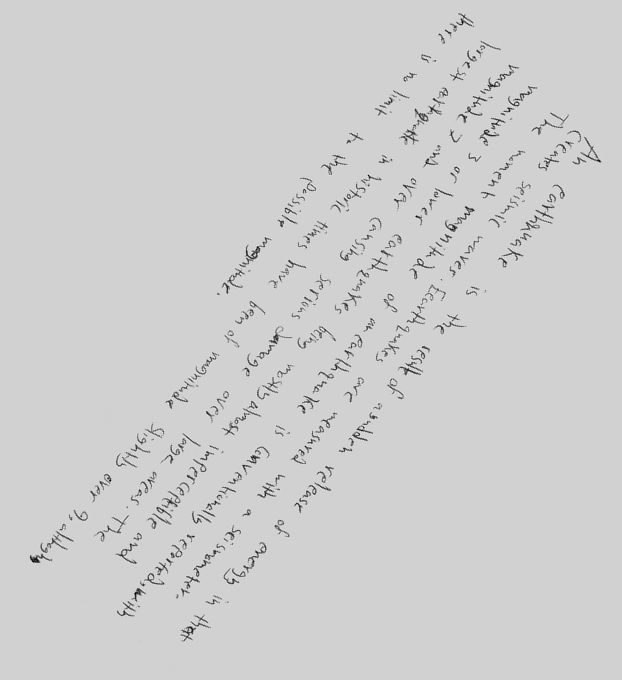 An earthquake is the result of a sudden release of energy in that
creates seismic waves. Earthquakes are measured with a seismometer.
The moment magnitude of an earthquake is conventionally reported, with
magnitude 3 or lower earthquakes being mostly almost imperceptible and
magnitude 7 and over causing serious damage over large areas. The
largest earthquake in historic times have been of magnitude slightly over 9, although
there is no limit to the possible magnitude.